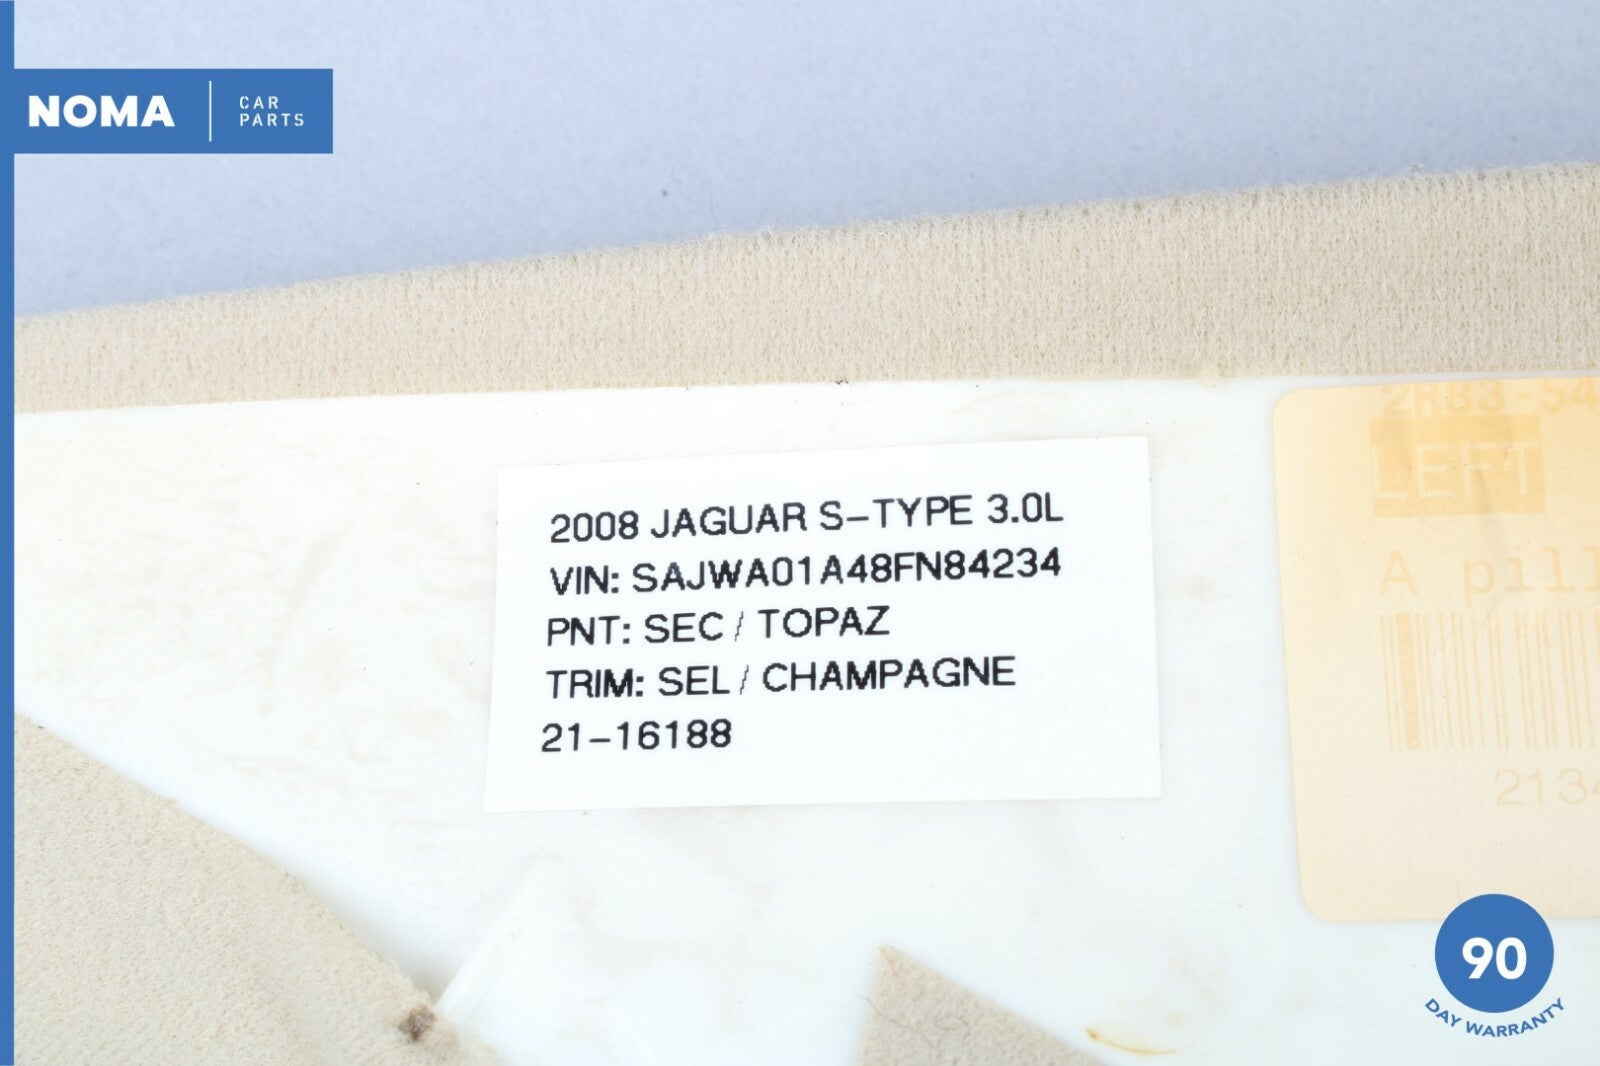 NOMA
CAR
PARTS
2008 JAGUAR S-TYPE 3.0L
VIN: SAJWA01A48FN84234
PNT: SEC / TOPAZ
TRIM: SEL / CHAMPAGNE
21-16188
LEFT
A
2134
90
DAY WARRANTY